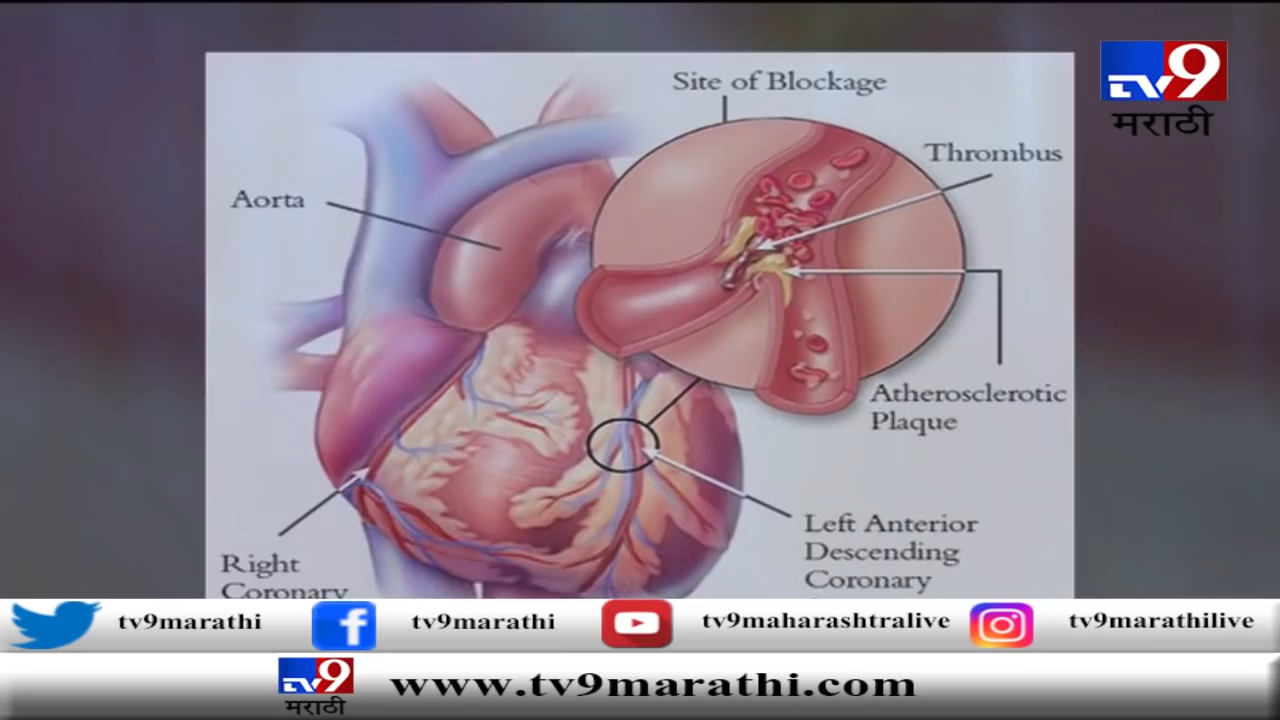 Site of Blockage
tv9
मराठी
Thrombus
Aorta
Atherosclerotic
Plaque
Left Anterior
Descending
Coronary
Right
Coronary
tv9marathi
tv9marathi
tv9maharashtralive
tv9marathilive
tv9
मराठी
www.tv9marathi.com